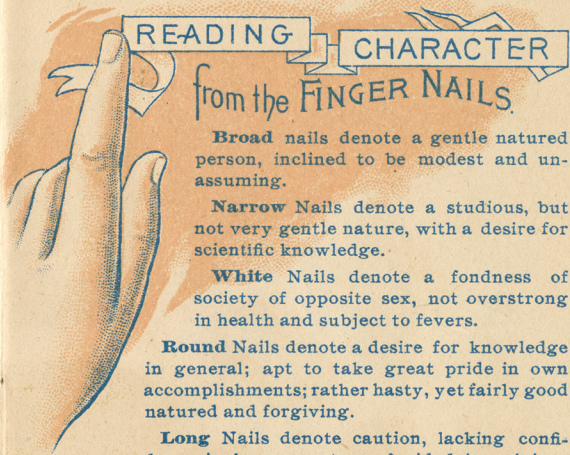 READING CHARACTER
from the FINGER NAILS.
Broad nails denote a gentle natured
person, inclined to be modest and un-
assuming.
Narrow Nails denote a studious, but
not very gentle nature, with a desire for
scientific knowledge.
White Nails denote a fondness of
society of opposite sex, not overstrong
in health and subject to fevers.
Round Nails denote a desire for knowledge
in general; apt to take great pride in own
accomplishments; rather hasty, yet fairly good
natured and forgiving.
Long Nails denote caution, lacking confi-